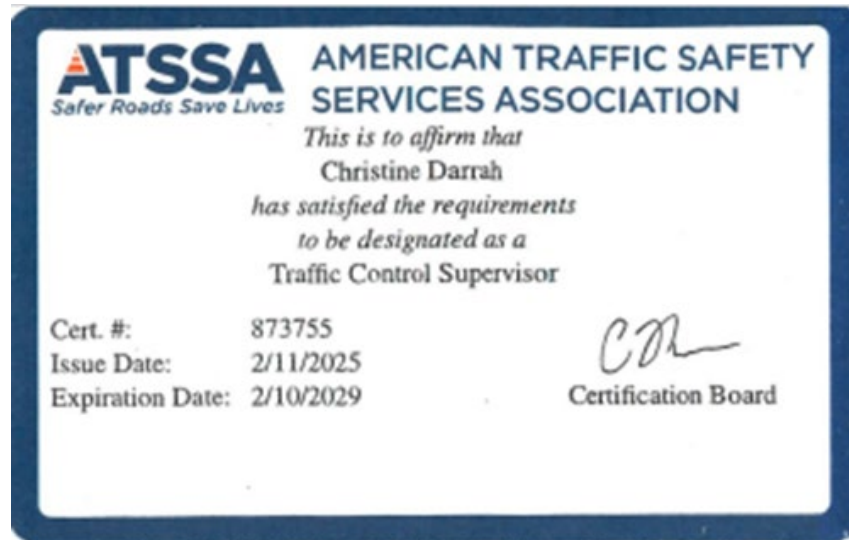 ATSSA
Safer Roads Save Lives
AMERICAN TRAFFIC SAFETY
SERVICES ASSOCIATION
This is to affirm that
Christine Darrah
has satisfied the requirements
to be designated as a
Traffic Control Supervisor
Cert. #: 873755
Issue Date: 2/11/2025
Expiration Date: 2/10/2029
Certification Board